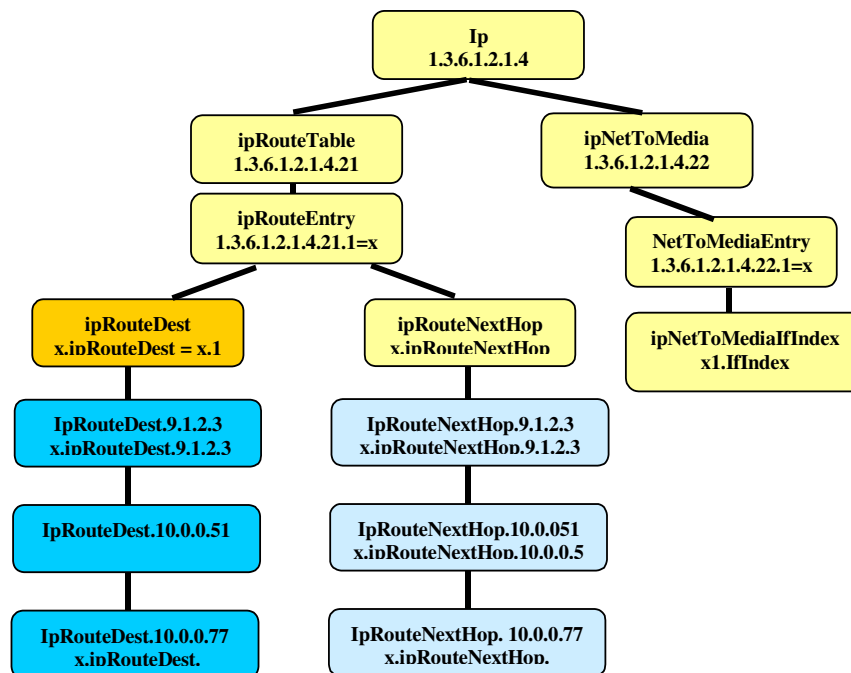 Ip
1.3.6.1.2.1.4
ipRouteTable
1.3.6.1.2.1.4.21
ipNetToMedia
1.3.6.1.2.1.4.22
ipRouteEntry
1.3.6.1.2.1.4.21.1=x
NetToMediaEntry
1.3.6.1.2.1.4.22.1=x
ipRouteDest
x.ipRouteDest = x.1
ipRouteNextHop
x.ipRouteNextHop
ipNetToMediaIfIndex
x1.IfIndex
IpRouteDest.9.1.2.3
x.ipRouteDest.9.1.2.3
IpRouteNextHop.9.1.2.3
x.ipRouteNextHop.9.1.2.3
IpRouteDest.10.0.0.51
IpRouteNextHop.10.0.051
x.ipRouteNextHop.10.0.0.5
IpRouteDest.10.0.0.77
x.ipRouteDest.
IpRouteNextHop. 10.0.0.77
x.ipRouteNextHop.